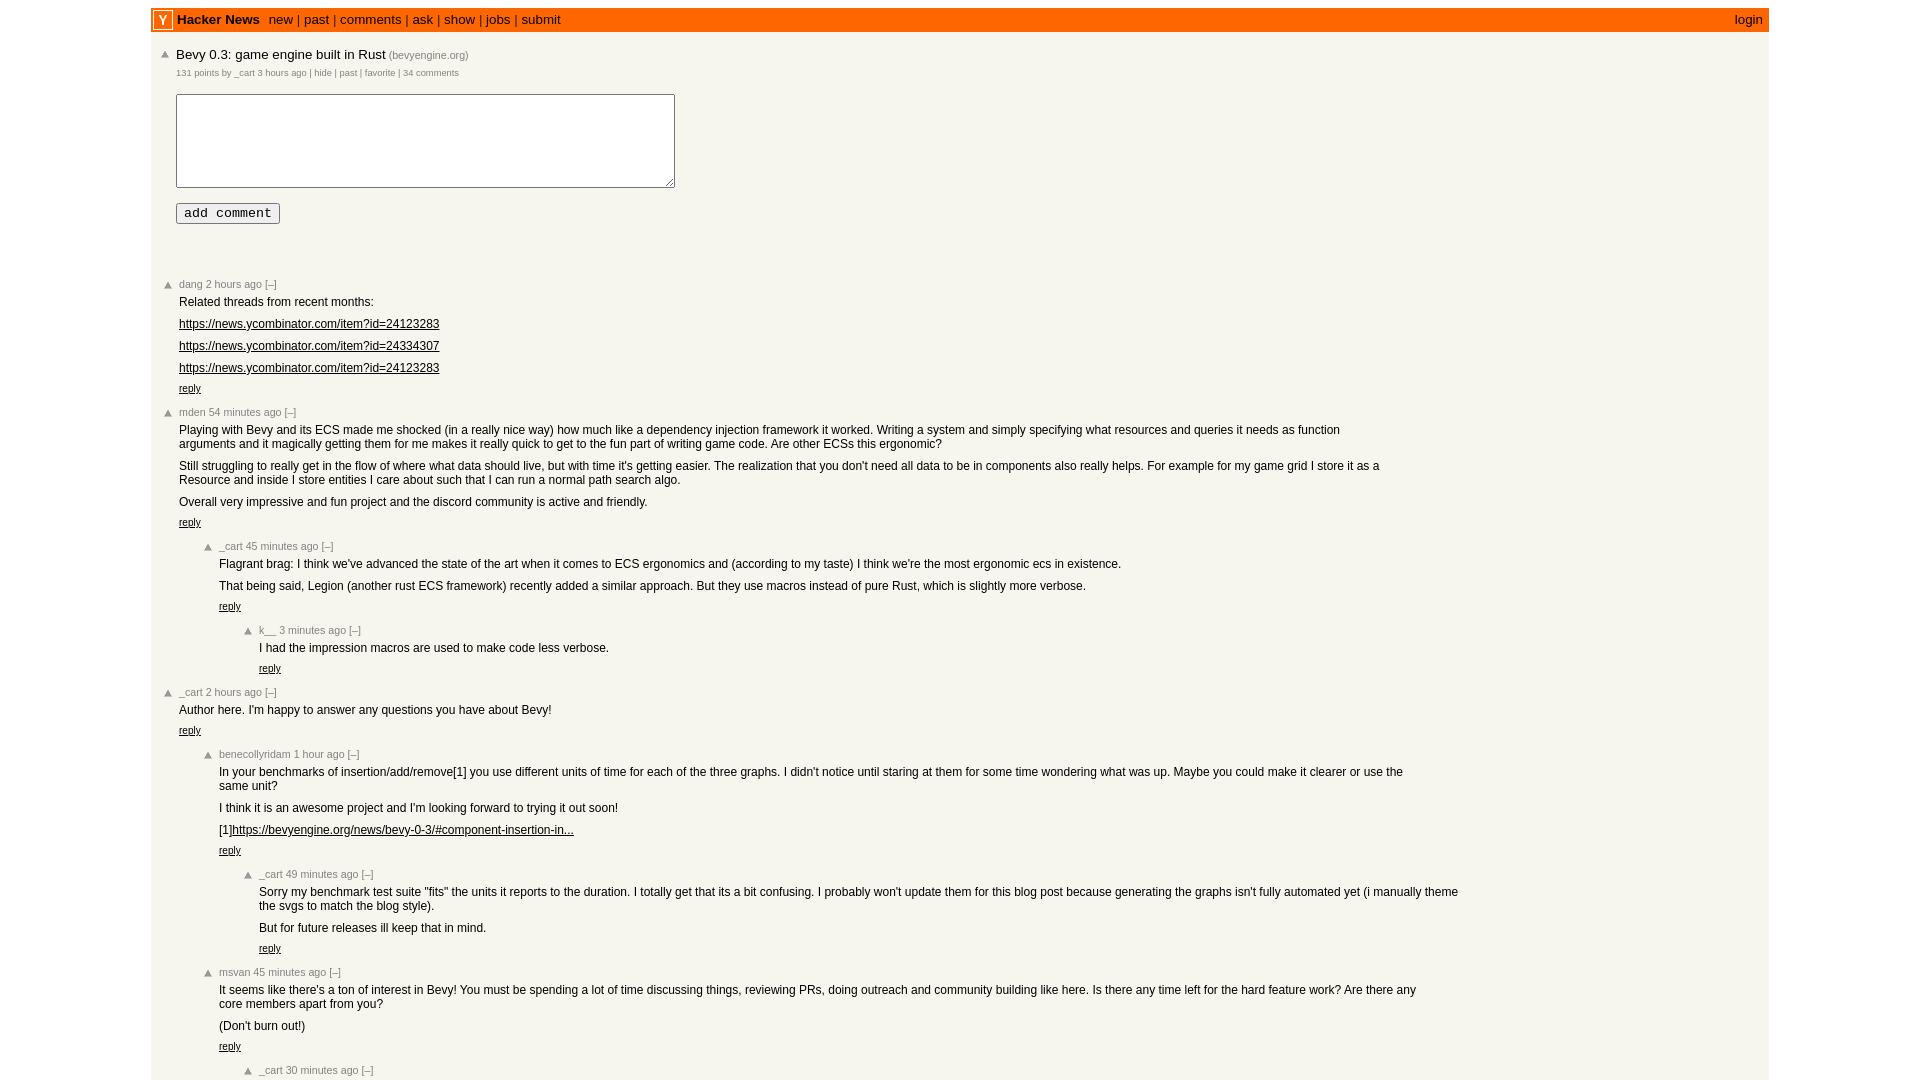 Y Hacker News new | past | comments | ask | show | jobs | submit login
Bevy 0.3: game engine built in Rust (bevyengine.org)
131 points by _cart 3 hours ago | hide | past | favorite | 34 comments
add comment
dang 2 hours ago [–]
Related threads from recent months:
https://news.ycombinator.com/item?id=24123283
https://news.ycombinator.com/item?id=24334307
https://news.ycombinator.com/item?id=24123283
reply
mden 54 minutes ago [–]
Playing with Bevy and its ECS made me shocked (in a really nice way) how much like a dependency injection framework it worked. Writing a system and simply specifying what resources and queries it needs as function
arguments and it magically getting them for me makes it really quick to get to the fun part of writing game code. Are other ECSs this ergonomic?
Still struggling to really get in the flow of where what data should live, but with time it's getting easier. The realization that you don't need all data to be in components also really helps. For example for my game grid I store it as a
Resource and inside I store entities I care about such that I can run a normal path search algo.
Overall very impressive and fun project and the discord community is active and friendly.
reply
_cart 45 minutes ago [–]
Flagrant brag: I think we've advanced the state of the art when it comes to ECS ergonomics and (according to my taste) I think we're the most ergonomic ecs in existence.
That being said, Legion (another rust ECS framework) recently added a similar approach. But they use macros instead of pure Rust, which is slightly more verbose.
reply
k__ 3 minutes ago [–]
I had the impression macros are used to make code less verbose.
reply
_cart 2 hours ago [–]
Author here. I'm happy to answer any questions you have about Bevy!
reply
benecollyridam 1 hour ago [–]
In your benchmarks of insertion/add/remove[1] you use different units of time for each of the three graphs. I didn't notice until staring at them for some time wondering what was up. Maybe you could make it clearer or use the
same unit?
I think it is an awesome project and I'm looking forward to trying it out soon!
[1]https://bevyengine.org/news/bevy-0-3/#component-insertion-in...
reply
_cart 49 minutes ago [–]
Sorry my benchmark test suite "fits" the units it reports to the duration. I totally get that its a bit confusing. I probably won't update them for this blog post because generating the graphs isn't fully automated yet (i manually theme
the svgs to match the blog style).
But for future releases ill keep that in mind.
reply
msvan 45 minutes ago [–]
It seems like there's a ton of interest in Bevy! You must be spending a lot of time discussing things, reviewing PRs, doing outreach and community building like here. Is there any time left for the hard feature work? Are there any
core members apart from you?
(Don't burn out!)
reply
_cart 30 minutes ago [–]